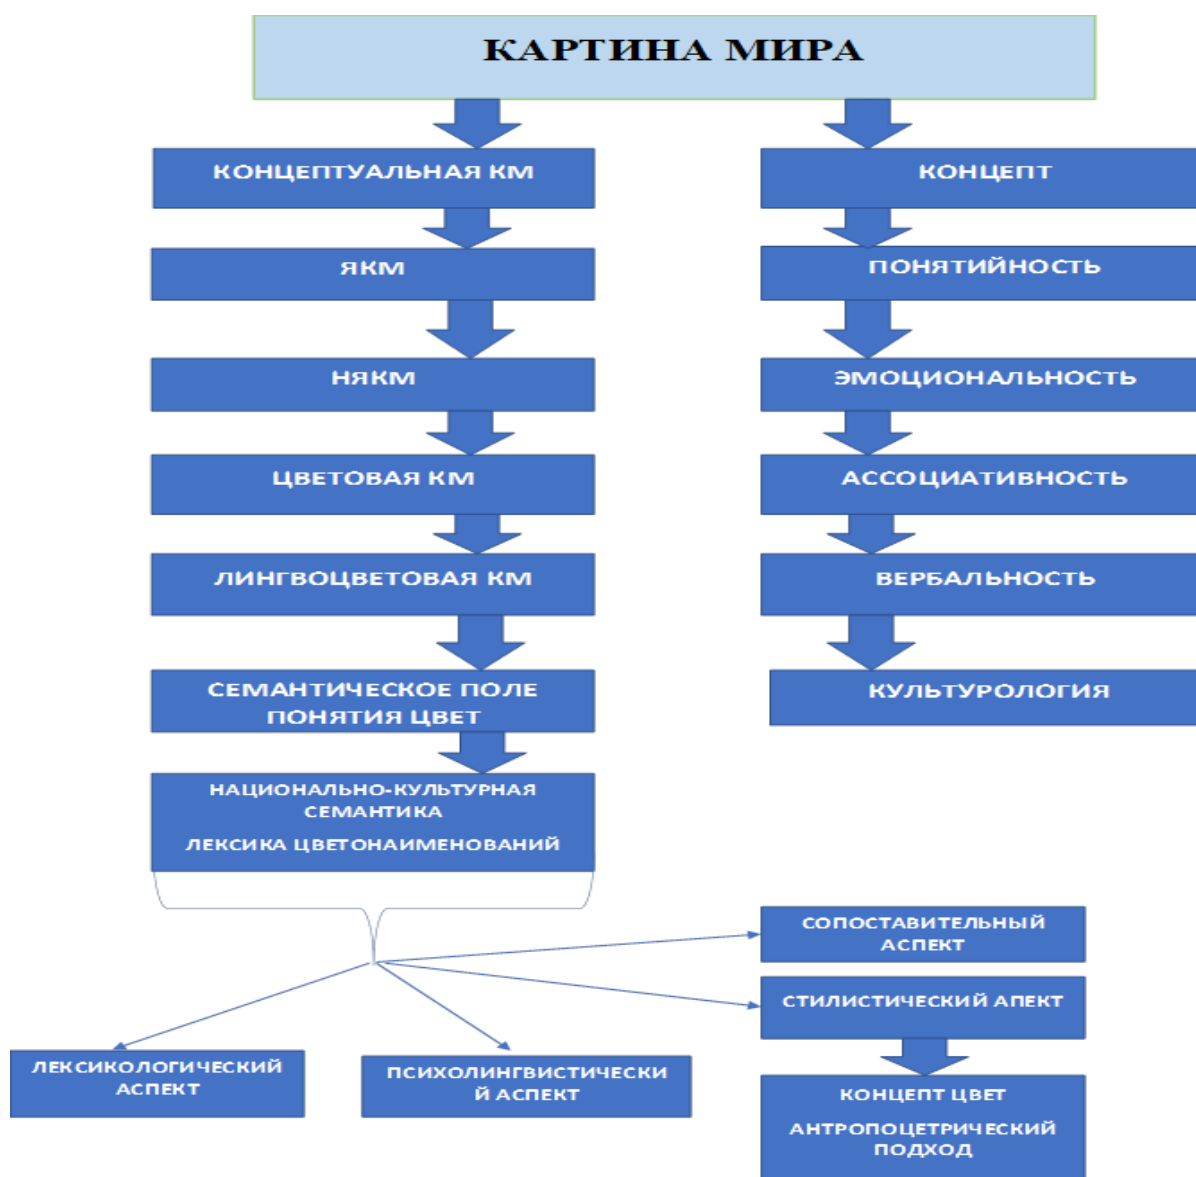 КАРТИНА МИРА
КОНЦЕПТУАЛЬНАЯ КМ
ЯКМ
НЯКМ
ЦВЕТОВАЯ КМ
ЛИНГВОЦВЕТОВАЯ КМ
СЕМАНТИЧЕСКОЕ ПОЛЕ
ПОНЯТИЯ ЦВЕТ
НАЦИОНАЛЬНО-КУЛЬТУРНАЯ
СЕМАНТИКА
ЛЕКСИКА ЦВЕТОНАИМЕНОВАНИЙ
КОНЦЕПТ
ПОНЯТИЙНОСТЬ
ЭМОЦИОНАЛЬНОСТЬ
АССОЦИАТИВНОСТЬ
ВЕРБАЛЬНОСТЬ
КУЛЬТУРОЛОГИЯ
ЛЕКСИКОЛОГИЧЕСКИЙ
АСПЕКТ
ПСИХОЛИНГВИСТИЧЕСКИ
Й АСПЕКТ
СОПОСТАВИТЕЛЬНЫЙ
АСПЕКТ
СТИЛИСТИЧЕСКИЙ АПЕКТ
КОНЦЕПТ ЦВЕТ
АНТРОПОЦЕТРИЧЕСКИЙ
ПОДХОД